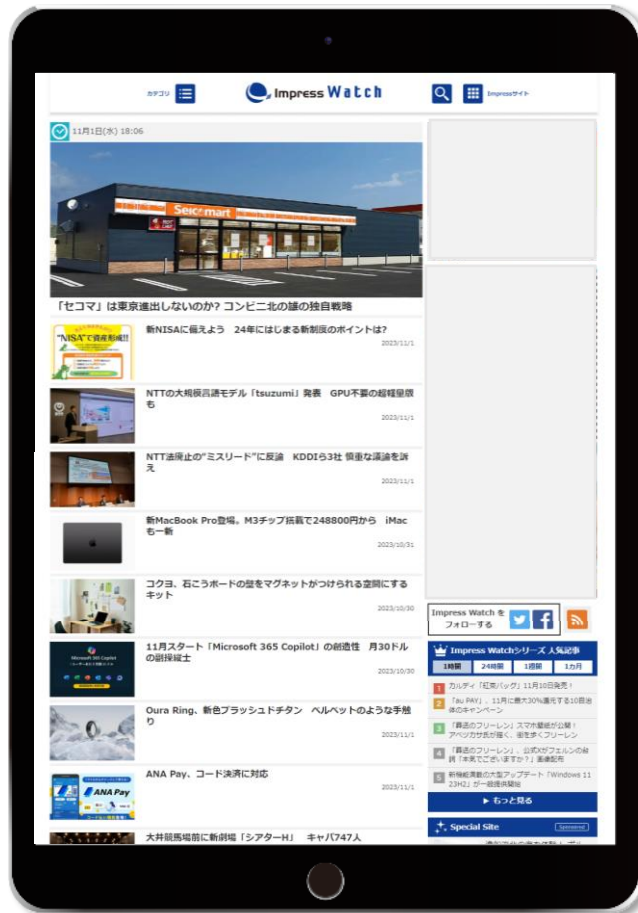 カテゴリ
Impress Watch
Impressサイト
11月1日(水) 18:06
Seicomart
「セコマ」は東京進出しないのか? コンビニ北の雄の独自戦略
"NISA"で資産形成!!
新NISAに備えよう　24年にはじまる新制度のポイントは?
2023/11/1
NTTの大規模言語モデル「tsuzumi」発表　GPU不要の超軽量版
も
2023/11/1
NTT法廃止の“ミスリード”に反論　KDDIら3社 慎重な議論を訴
え
2023/11/1
新MacBook Pro登場。M3チップ搭載で248800円から　iMac
も一新
2023/10/31
コクヨ、石こうボードの壁をマグネットがつけられる空間にする
キット
2023/10/30
Microsoft 365 Copilot
11月スタート「Microsoft 365 Copilot」の創造性　月30ドル
の副操縦士
2023/10/30
Oura Ring、新色ブラッシュドチタン　ベルベットのような手触
り
2023/11/1
ANA Pay
ANA Pay、コード決済に対応
2023/11/1
大井競馬場前に新劇場「シアターH」　キャパ747人
Impress Watch を
フォローする
Impress Watchシリーズ 人気記事
1時間
24時間
1週間
1カ月
1
カルディ「紅茶バッグ」11月10日発売!
2
「au PAY」、11月に最大30%還元する10自治
体のキャンペーン
3
「葬送のフリーレン」スマホ壁紙が公開!
アベツカサ氏が描く、街を歩くフリーレン
4
「葬送のフリーレン」、公式Xがフェルンの台
詞「本気でございますか?」画像配布
5
新機能満載の大型アップデート「Windows 11
23H2」が一般提供開始
▶ もっと見る
Special Site
Sponsored